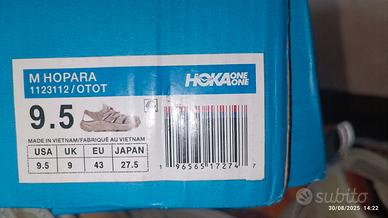 M HOPARA
1123112/OTOT
HOKA ONE ONE
9.5
MADE IN VIETNAM/FABRIQUÉ AU VIETNAM
USA UK EU JAPAN
9.5 9 43 27.5
1 96565 17274 7
subito
30/08/2025 14:22